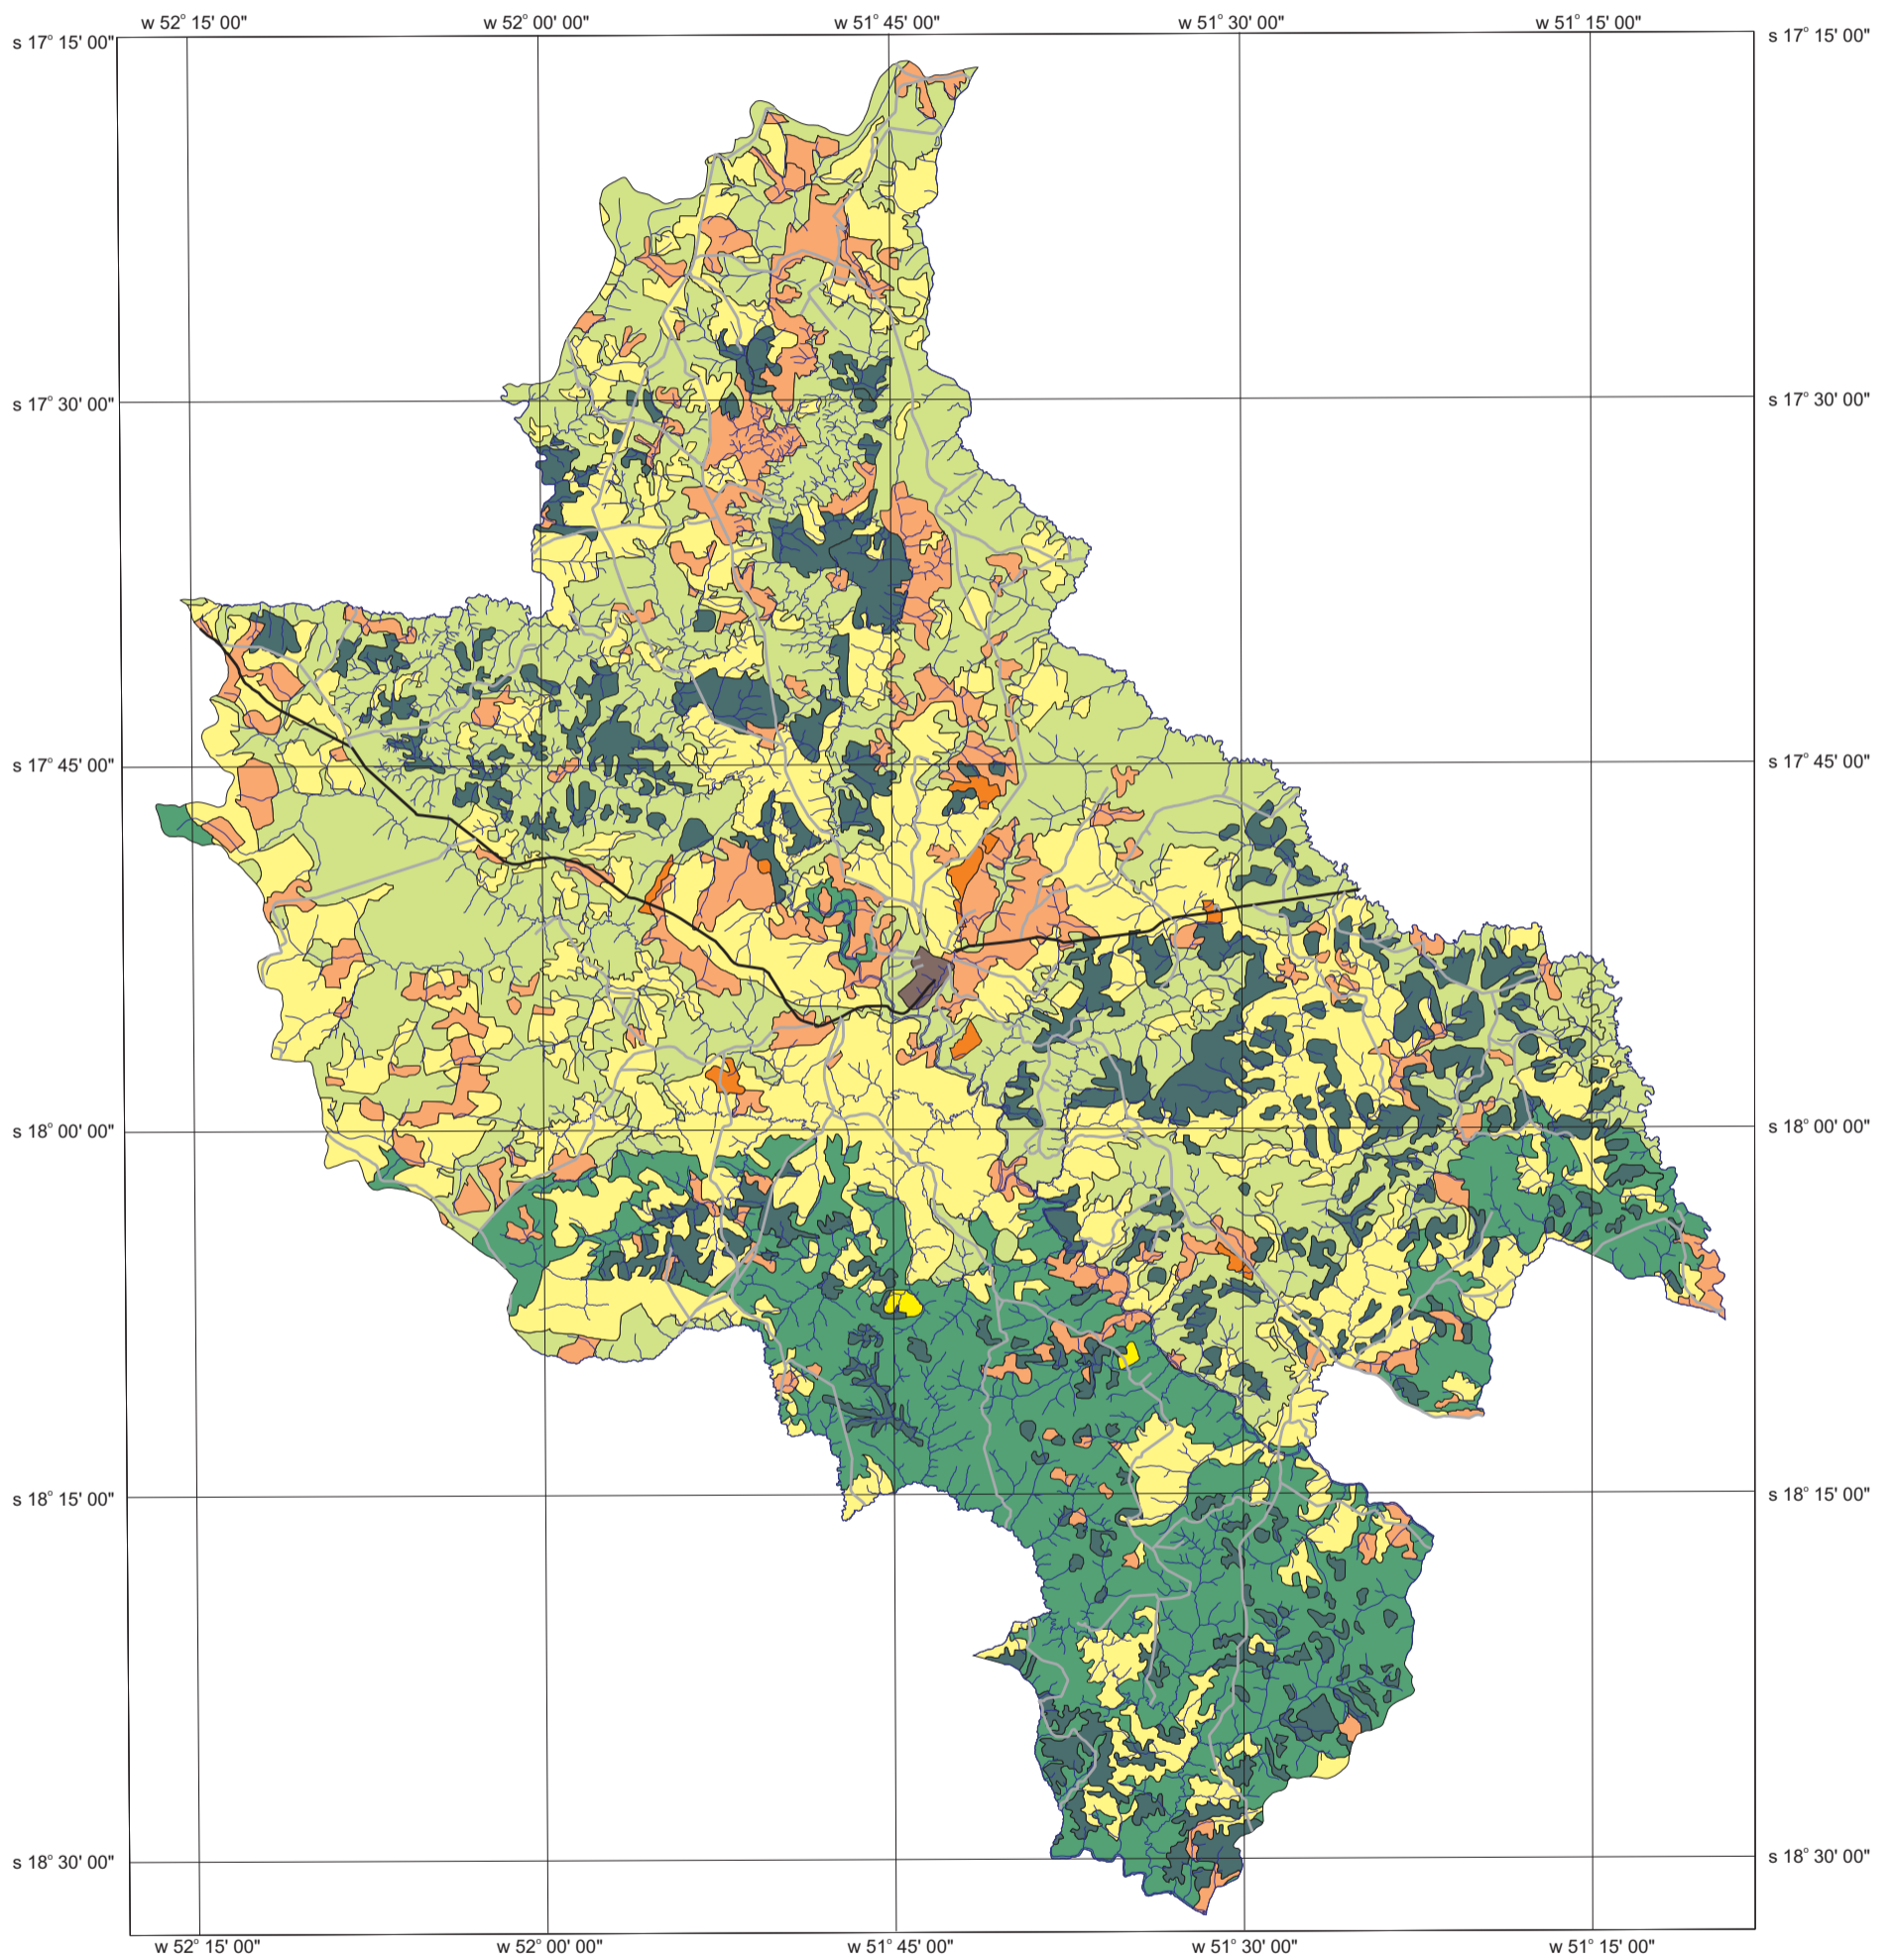 w 52° 15' 00" w 52° 00' 00" w 51° 45' 00" w 51° 30' 00" w 51° 15' 00"
s 17° 15' 00" s 17° 15' 00"
s 17° 30' 00" s 17° 30' 00"
s 17° 45' 00" s 17° 45' 00"
s 18° 00' 00" s 18° 00' 00"
s 18° 15' 00" s 18° 15' 00"
s 18° 30' 00" s 18° 30' 00"
w 52° 15' 00" w 52° 00' 00" w 51° 45' 00" w 51° 30' 00" w 51° 15' 00"